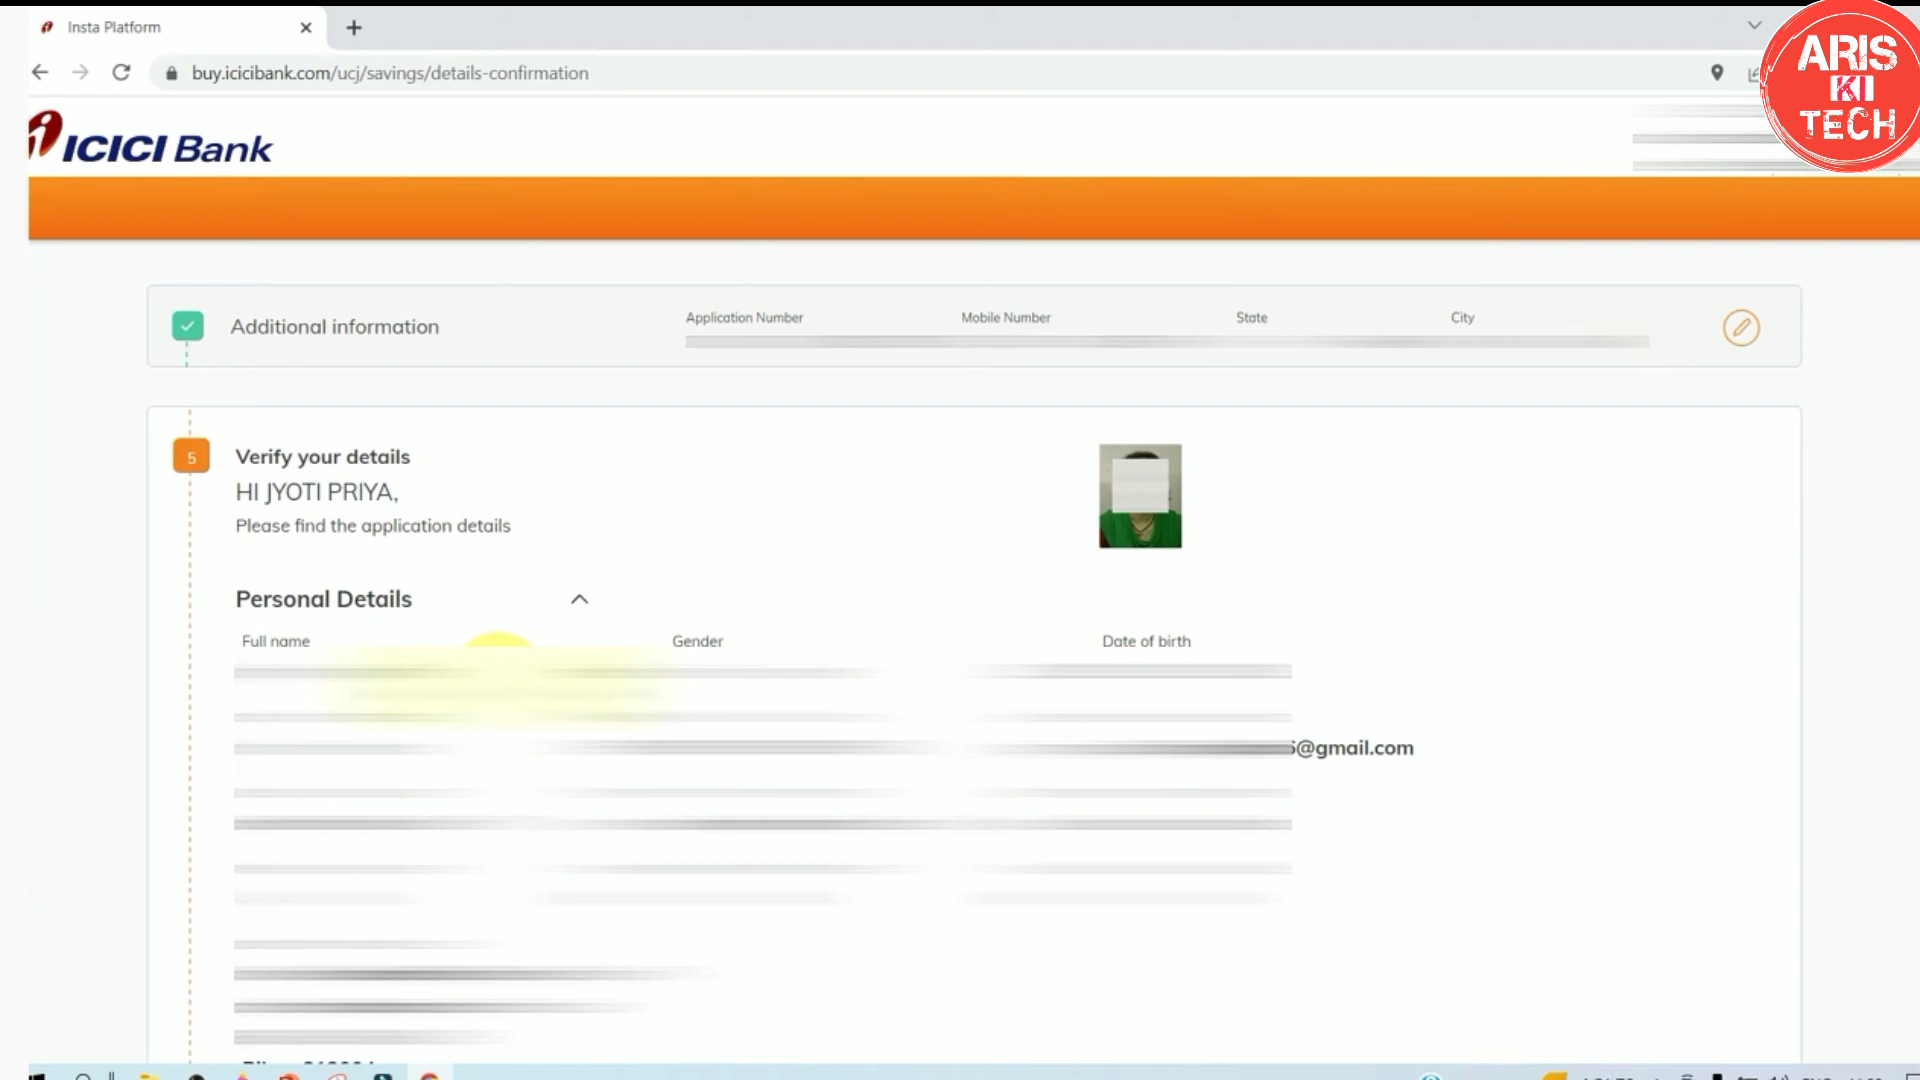 Insta Platform
buy.icicibank.com/ucj/savings/details-confirmation
ARIS
KI
TECH
ICICI Bank
Additional information
Application Number
Mobile Number
State
City
5
Verify your details
HI JYOTI PRIYA,
Please find the application details
Personal Details
Full name
Gender
Date of birth
@gmail.com